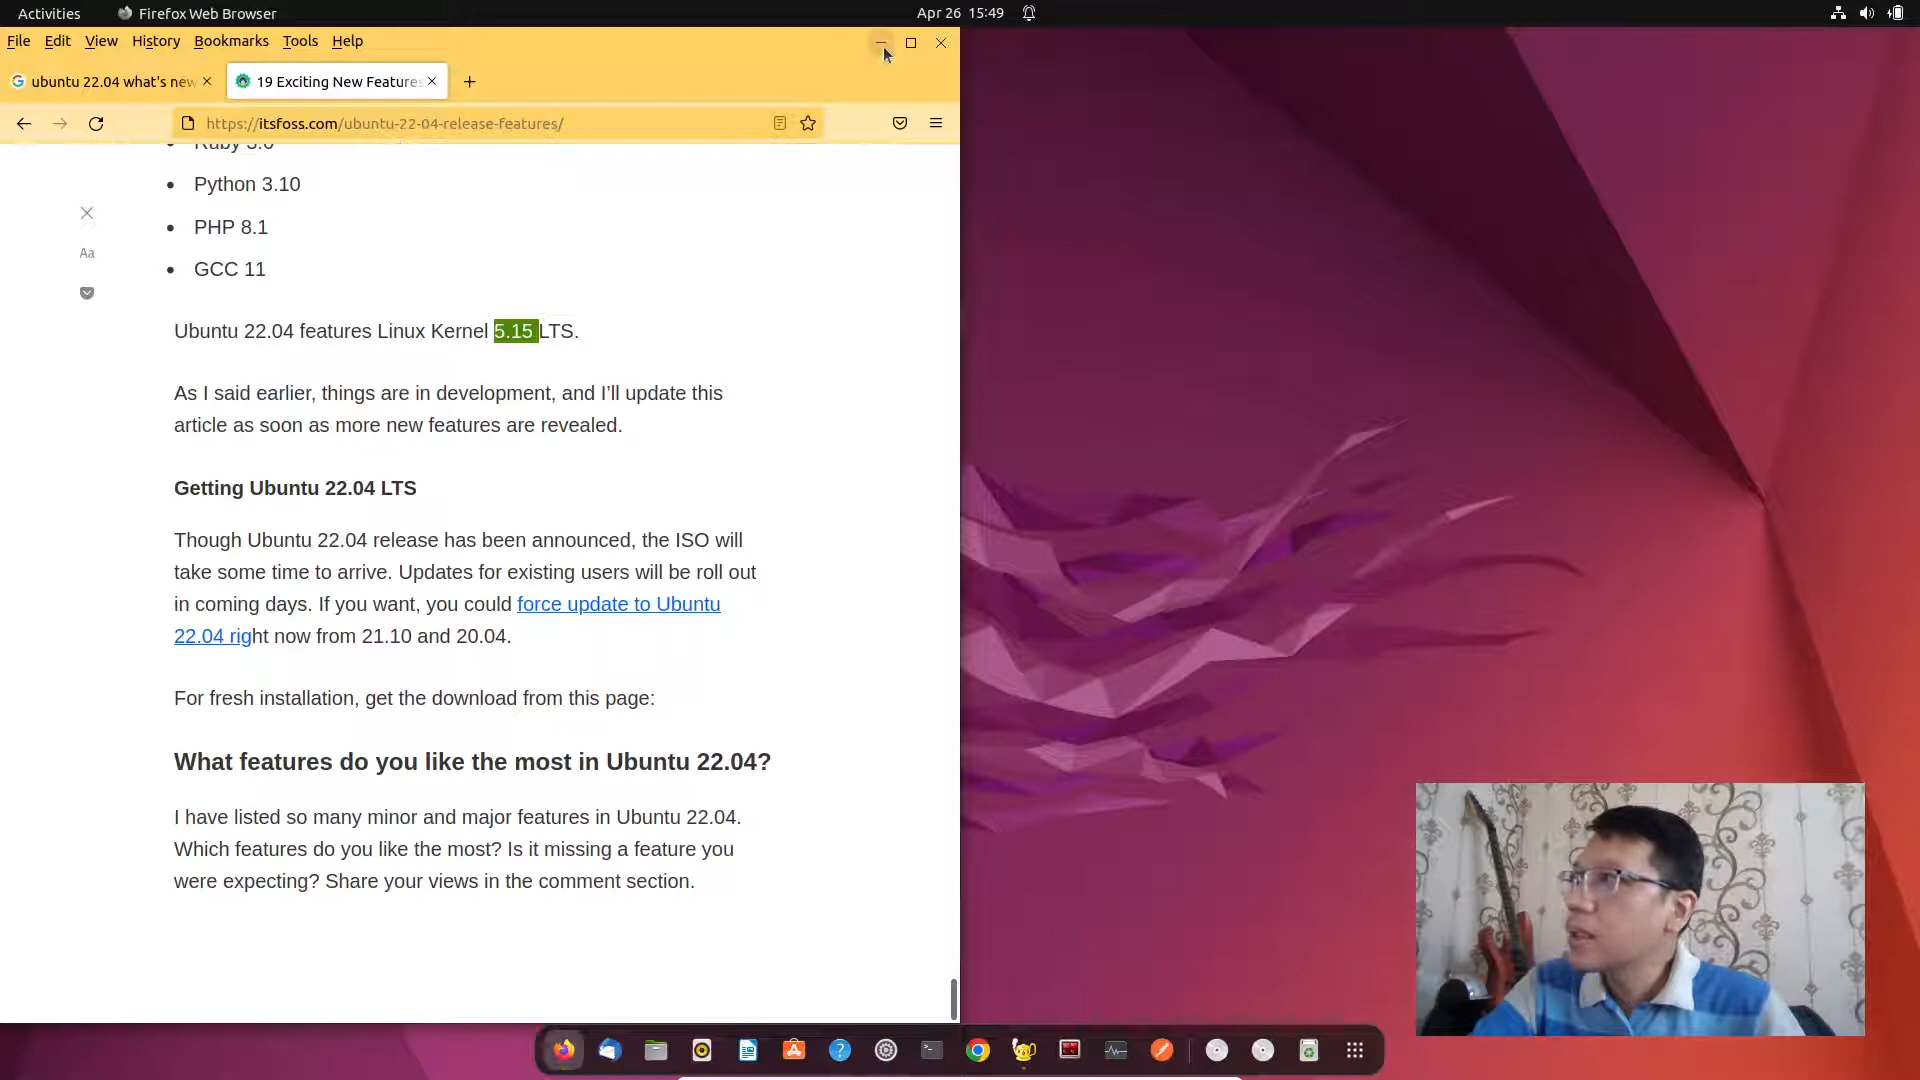 Activities
Firefox Web Browser
Apr 26 15:49
File Edit View History Bookmarks Tools Help
ubuntu 22.04 what's new
19 Exciting New Features
https://itsfoss.com/ubuntu-22-04-release-features/
Ruby 3.0
Python 3.10
Aa
PHP 8.1
GCC 11
Ubuntu 22.04 features Linux Kernel 5.15 LTS.
As I said earlier, things are in development, and I’ll update this
article as soon as more new features are revealed.
Getting Ubuntu 22.04 LTS
Though Ubuntu 22.04 release has been announced, the ISO will
take some time to arrive. Updates for existing users will be roll out
in coming days. If you want, you could force update to Ubuntu
22.04 right now from 21.10 and 20.04.
For fresh installation, get the download from this page:
What features do you like the most in Ubuntu 22.04?
I have listed so many minor and major features in Ubuntu 22.04.
Which features do you like the most? Is it missing a feature you
were expecting? Share your views in the comment section.